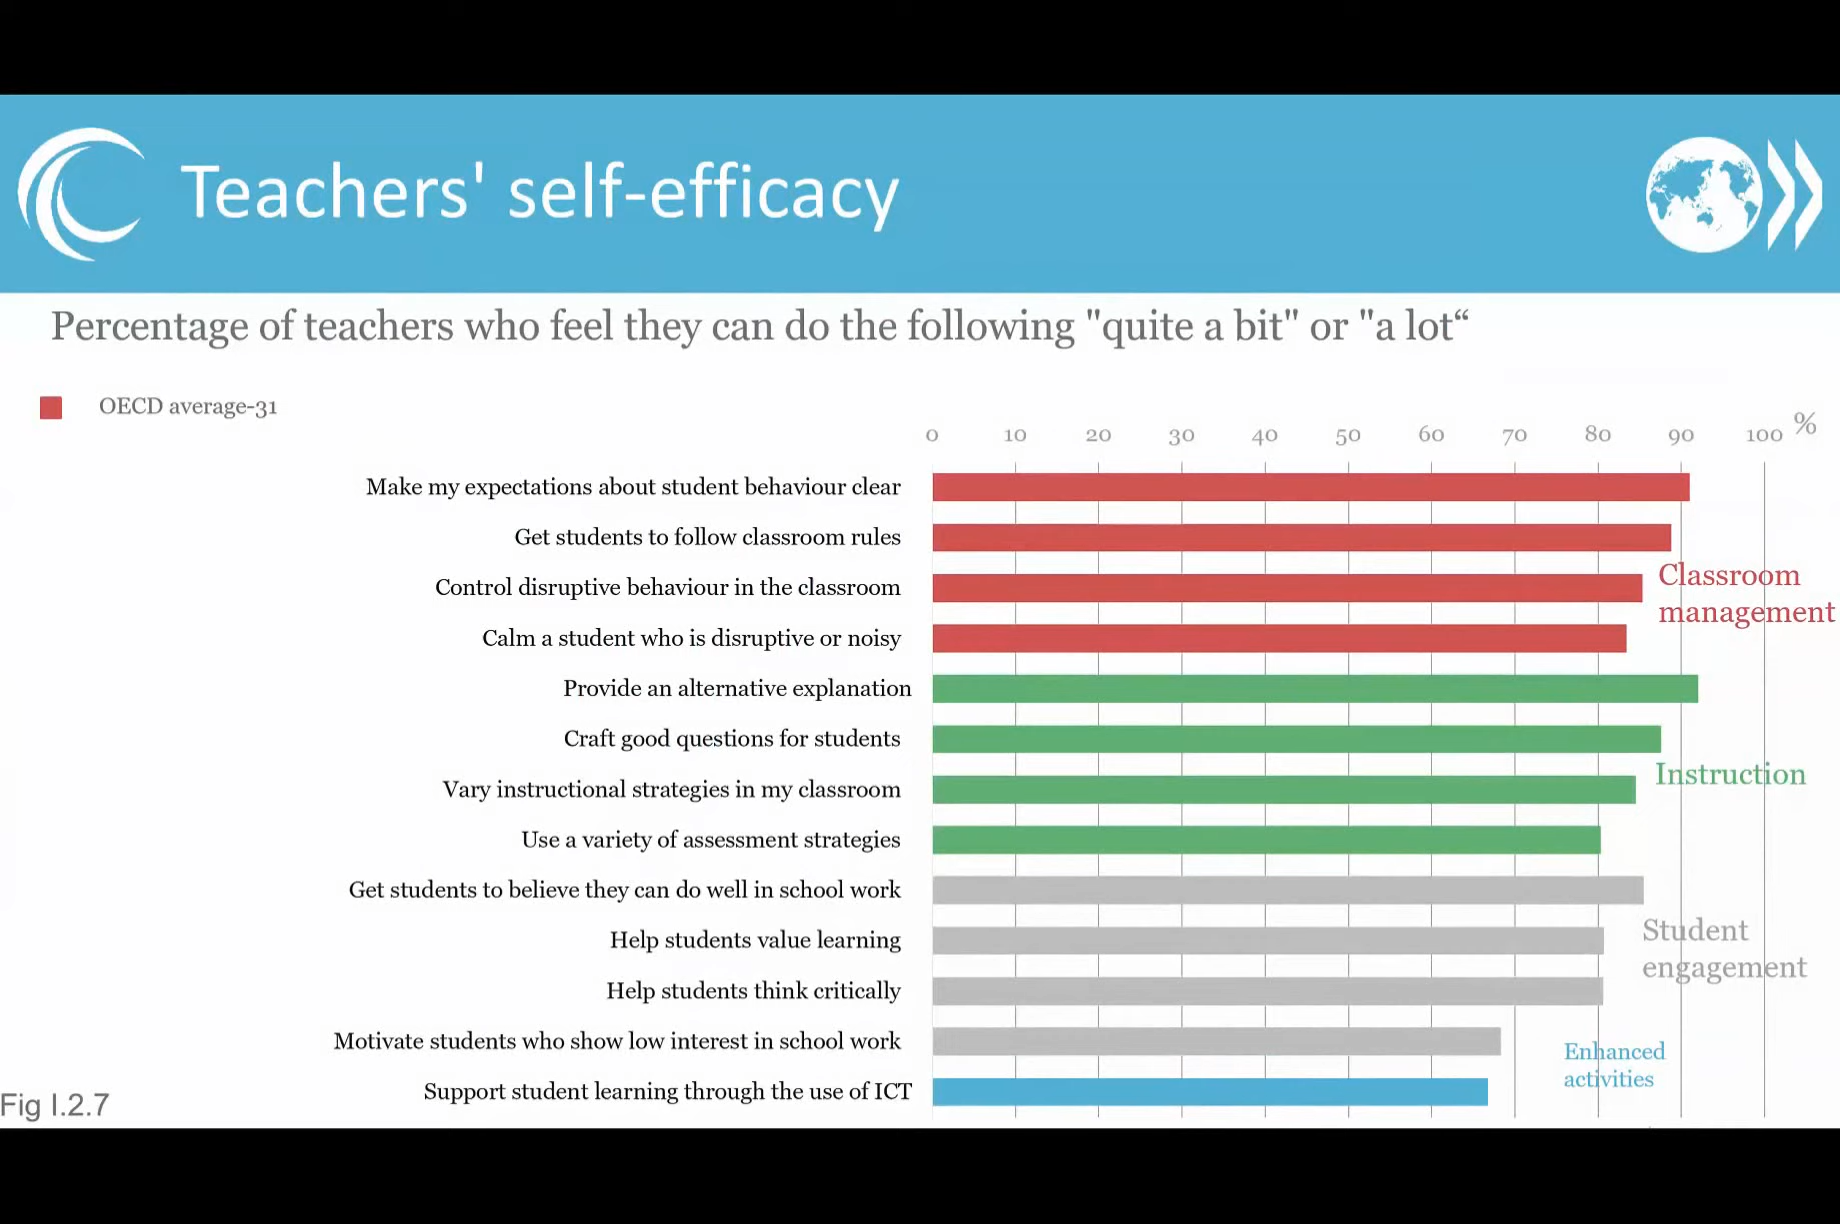 Teachers' self-efficacy
Percentage of teachers who feel they can do the following "quite a bit" or "a lot“
OECD average-31
0 10 20 30 40 50 60 70 80 90 100 %
Make my expectations about student behaviour clear
Get students to follow classroom rules
Control disruptive behaviour in the classroom
Classroom
management
Calm a student who is disruptive or noisy
Provide an alternative explanation
Craft good questions for students
Instruction
Vary instructional strategies in my classroom
Use a variety of assessment strategies
Get students to believe they can do well in school work
Help students value learning
Student
engagement
Help students think critically
Motivate students who show low interest in school work
Enhanced
activities
Support student learning through the use of ICT
Fig I.2.7